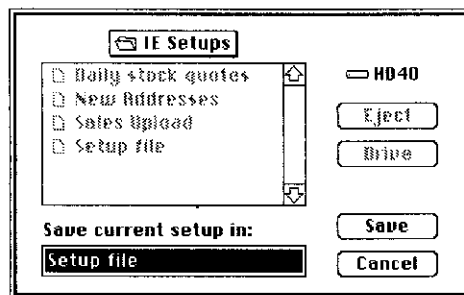 IE Setups
Daily stock quotes
New Addresses
Sales Upload
Setup file
HD40
Eject
Drive
Save current setup in:
Setup file
Save
Cancel